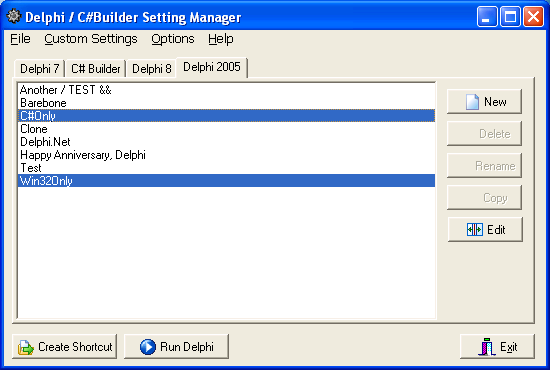 Delphi / C#Builder Setting Manager
File Custom Settings Options Help
Delphi 7 C# Builder Delphi 8 Delphi 2005
Another / TEST &&
Barebone
C#Only
Clone
Delphi.Net
Happy Anniversary, Delphi
Test
Win32Only
New
Delete
Rename
Copy
Edit
Create Shortcut Run Delphi Exit